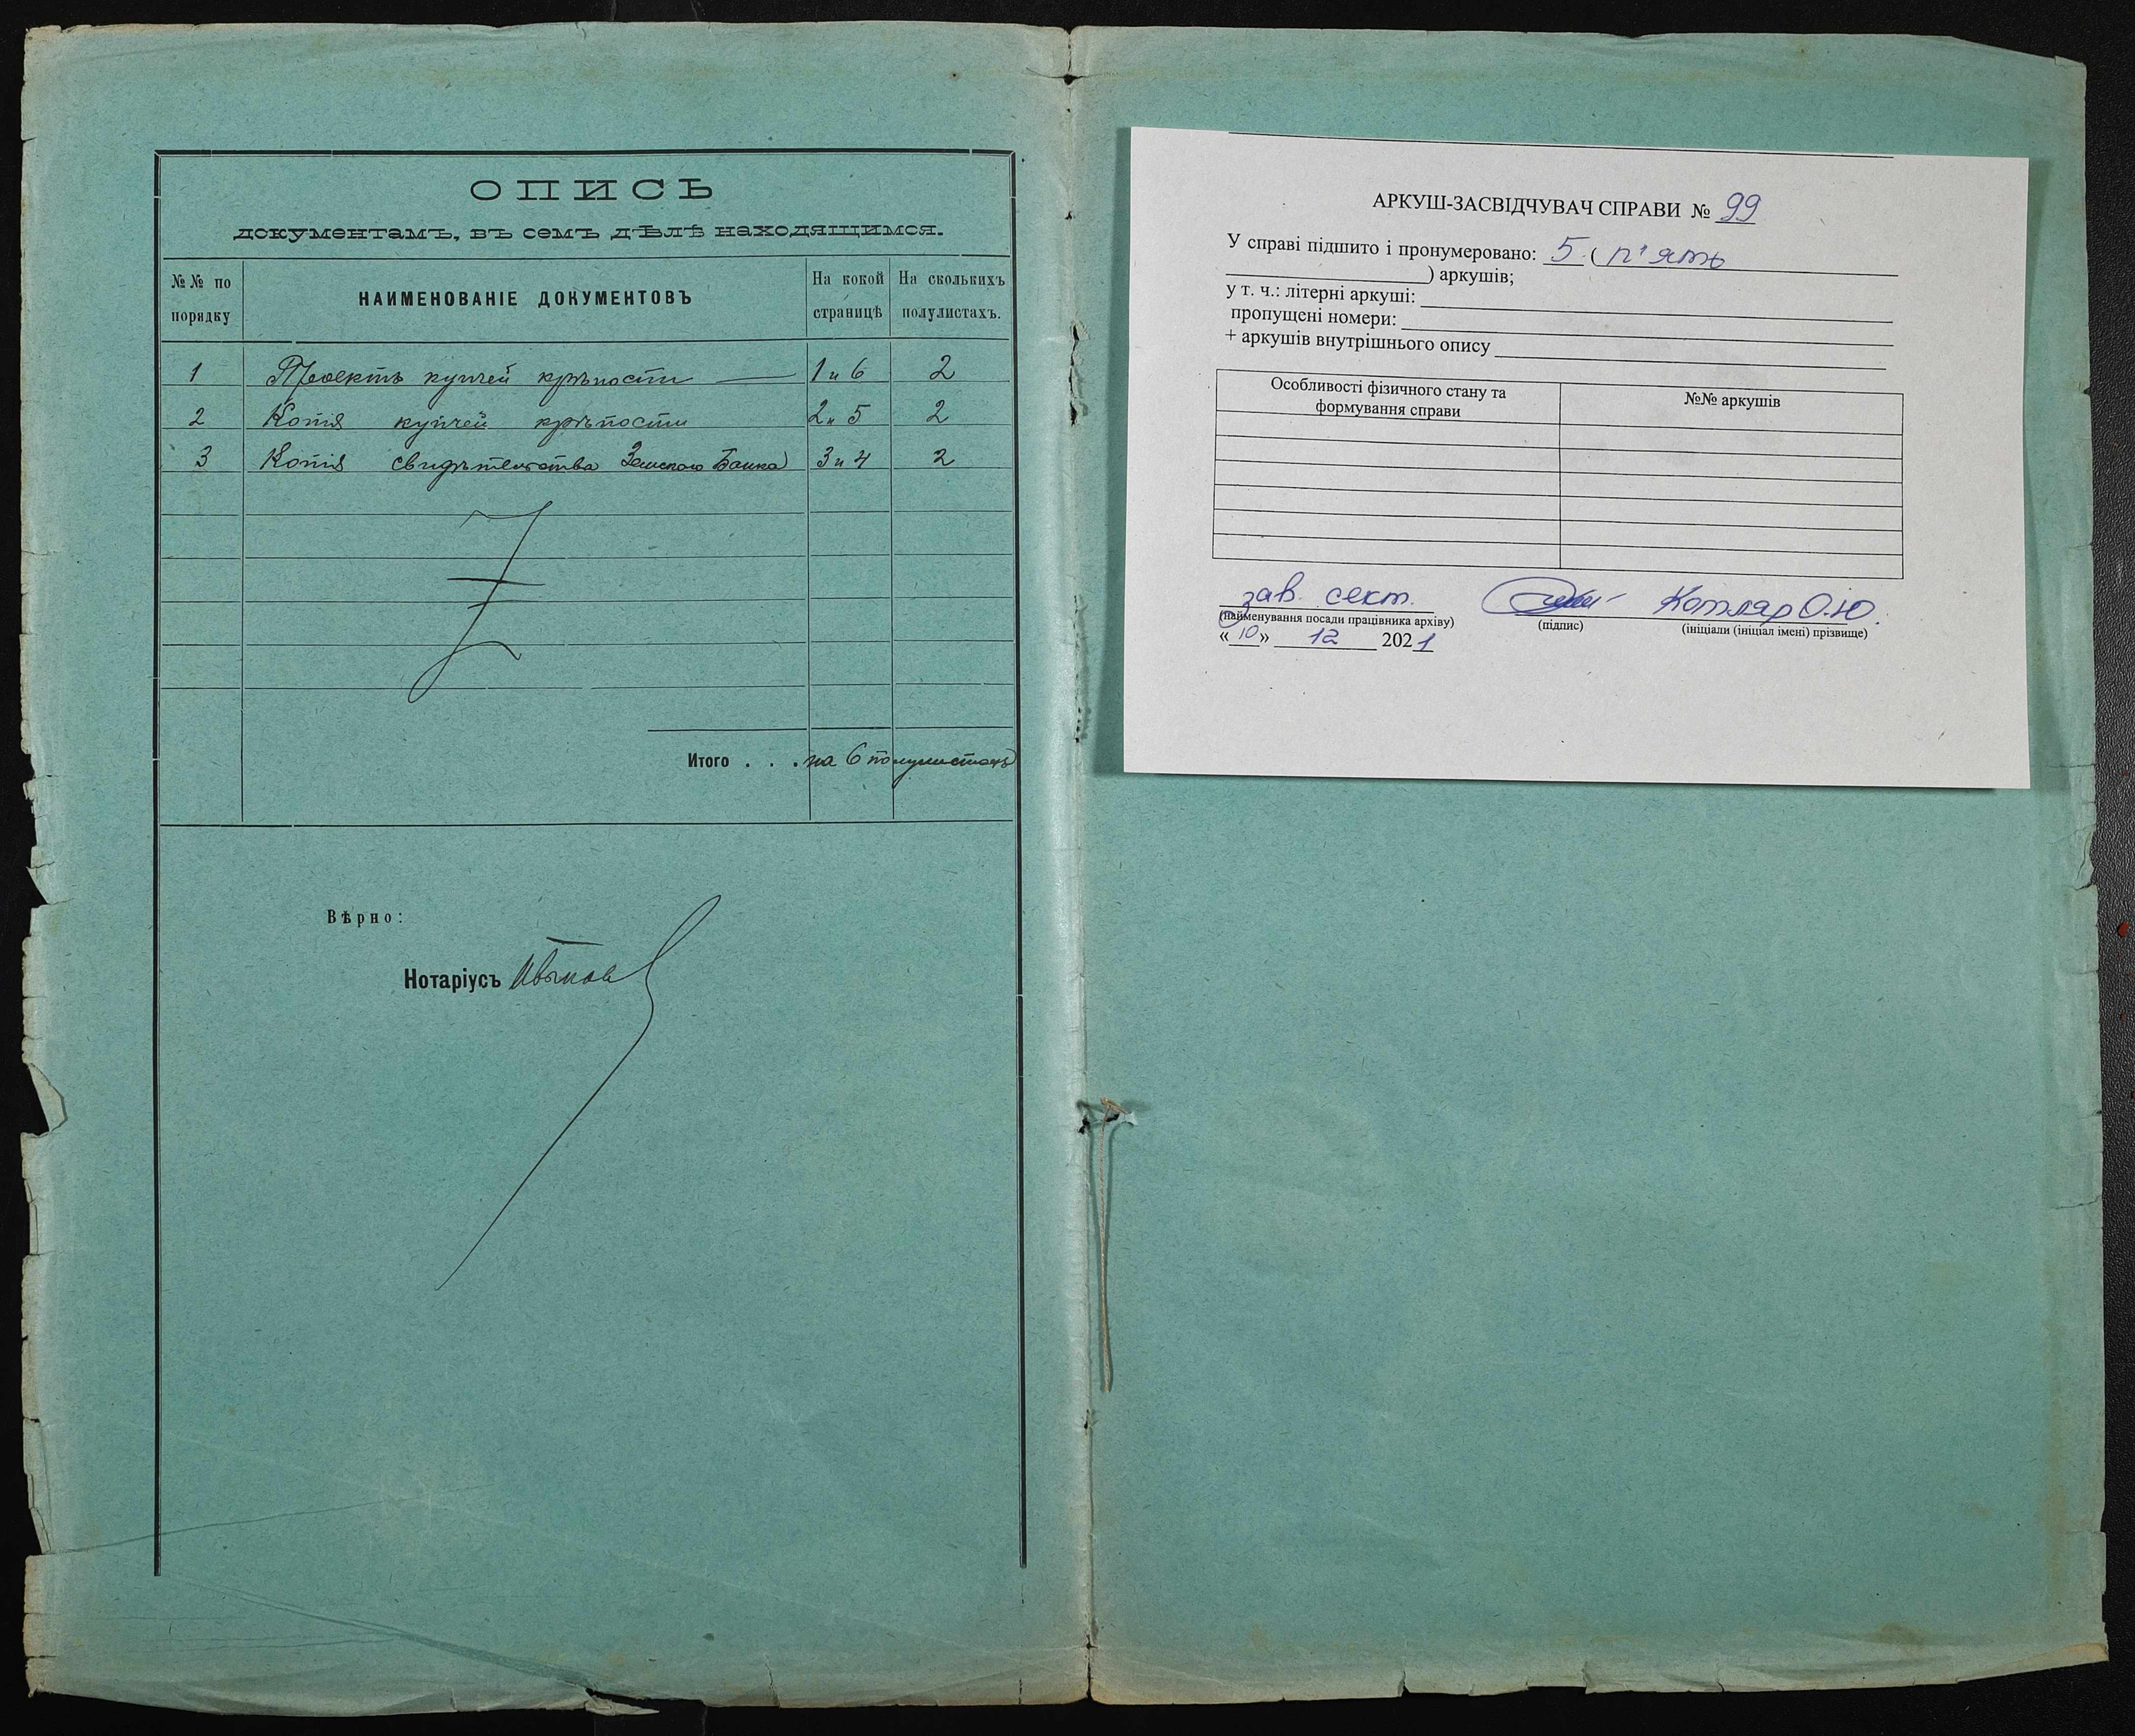 ОПИСЬ
документамъ, въ семъ дѣлѣ находящимся.
№№ по порядку
НАИМЕНОВАНІЕ ДОКУМЕНТОВЪ
На кокой страницѣ
На сколькихъ полулистахъ.
1 Проектъ купчей крѣпости — 1 и 6 2
2 Копія купчей крѣпости 2 и 5 2
3 Копія свидѣтельства Земскаго Банка 3 и 4 2
Итого . . . на 6 полулистахъ
Вѣрно:
Нотаріусъ
АРКУШ-ЗАСВІДЧУВАЧ СПРАВИ № 99
У справі підшито і пронумеровано: 5 ( п'ять
) аркушів;
у т. ч.: літерні аркуші:
пропущені номери:
+ аркушів внутрішнього опису
Особливості фізичного стану та формування справи
№№ аркушів
зав. сект. Котляр О.Ю.
(найменування посади працівника архіву) (підпис) (ініціали (ініціал імені) прізвище)
« 10 » 12 2021